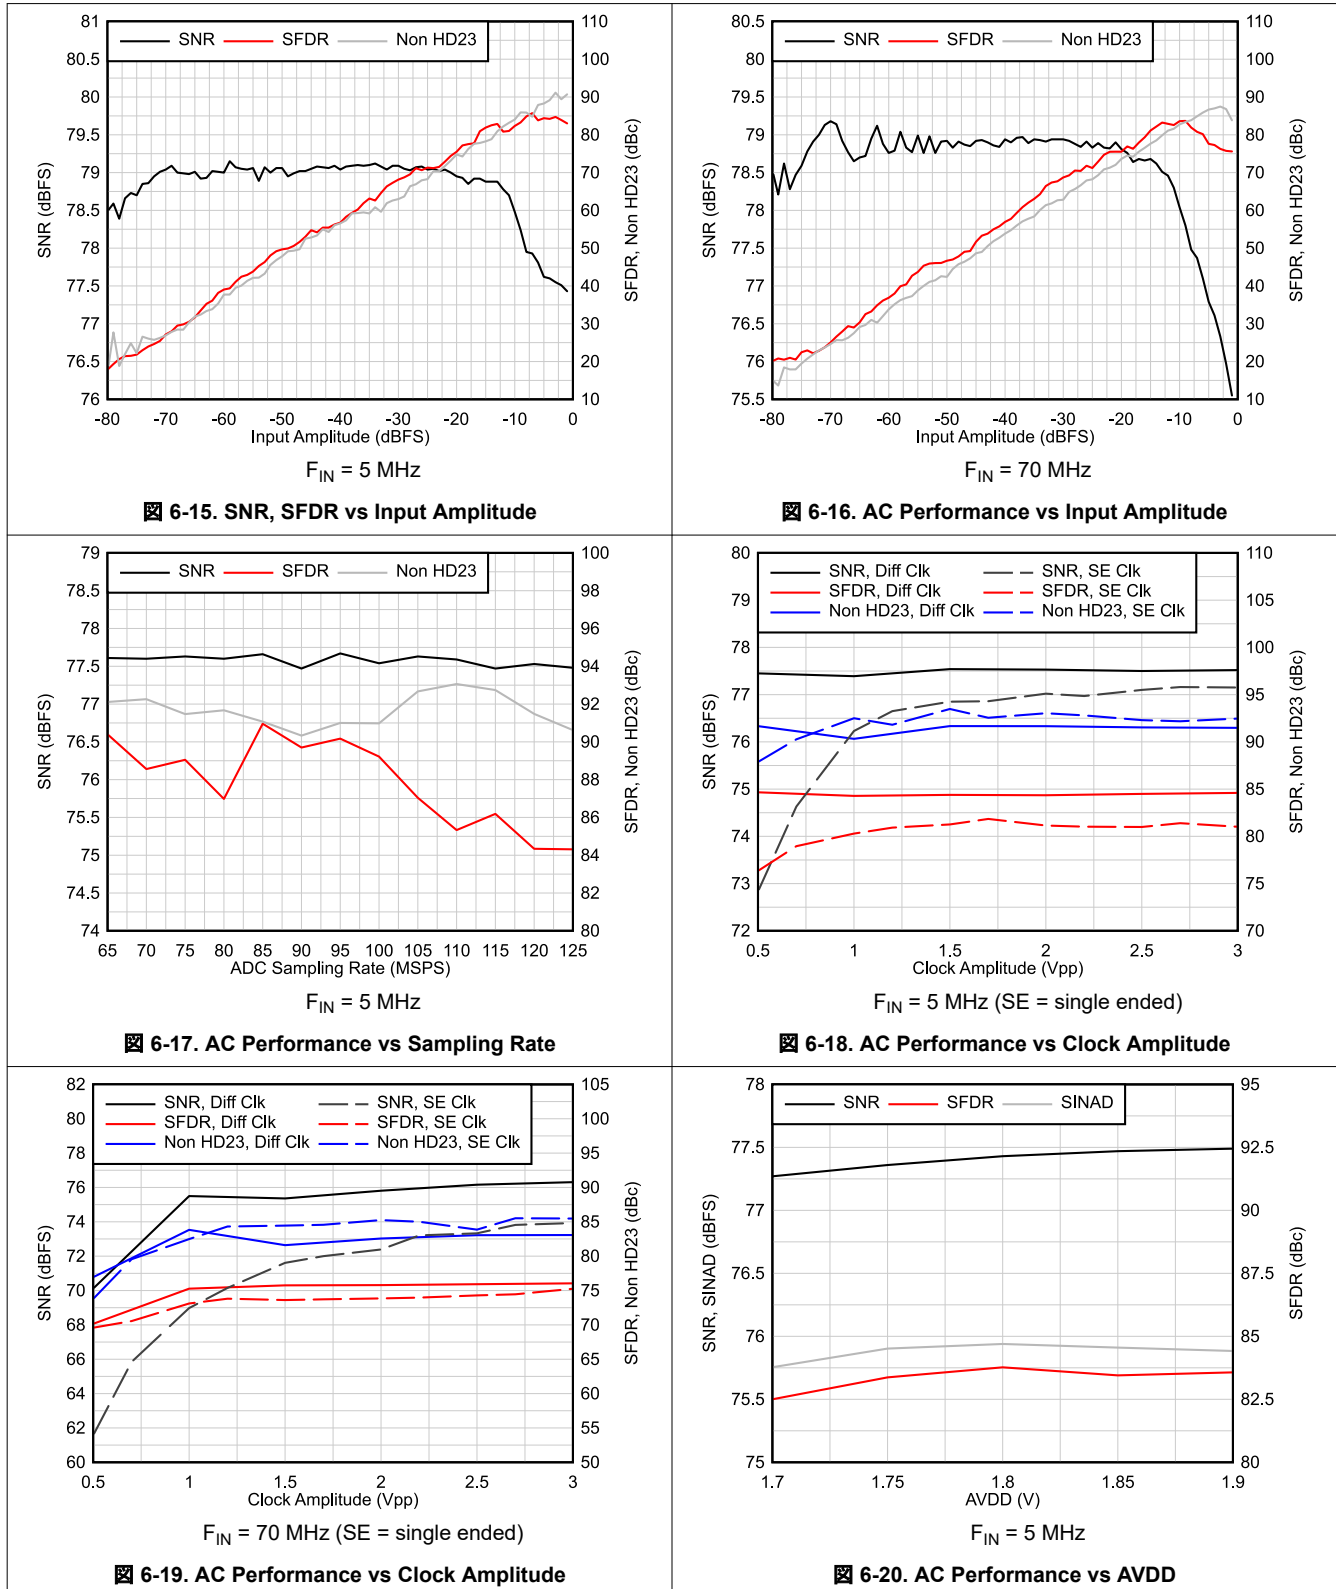 SNR SFDR Non HD23
81
80.5
80
79.5
79
78.5
78
77.5
77
76.5
76
SNR (dBFS)
110
100
90
80
70
60
50
40
30
20
10
SFDR, Non HD23 (dBc)
-80 -70 -60 -50 -40 -30 -20 -10 0
Input Amplitude (dBFS)
F_IN = 5 MHz
図 6-15. SNR, SFDR vs Input Amplitude
SNR SFDR Non HD23
80.5
80
79.5
79
78.5
78
77.5
77
76.5
76
75.5
SNR (dBFS)
110
100
90
80
70
60
50
40
30
20
10
SFDR, Non HD23 (dBc)
-80 -70 -60 -50 -40 -30 -20 -10 0
Input Amplitude (dBFS)
F_IN = 70 MHz
図 6-16. AC Performance vs Input Amplitude
SNR SFDR Non HD23
79
78.5
78
77.5
77
76.5
76
75.5
75
74.5
74
SNR (dBFS)
100
98
96
94
92
90
88
86
84
82
80
SFDR, Non HD23 (dBc)
65 70 75 80 85 90 95 100 105 110 115 120 125
ADC Sampling Rate (MSPS)
F_IN = 5 MHz
図 6-17. AC Performance vs Sampling Rate
SNR, Diff Clk SNR, SE Clk
SFDR, Diff Clk SFDR, SE Clk
Non HD23, Diff Clk Non HD23, SE Clk
80
79
78
77
76
75
74
73
72
SNR (dBFS)
110
105
100
95
90
85
80
75
70
SFDR, Non HD23 (dBc)
0.5 1 1.5 2 2.5 3
Clock Amplitude (Vpp)
F_IN = 5 MHz (SE = single ended)
図 6-18. AC Performance vs Clock Amplitude
SNR, Diff Clk SNR, SE Clk
SFDR, Diff Clk SFDR, SE Clk
Non HD23, Diff Clk Non HD23, SE Clk
82
80
78
76
74
72
70
68
66
64
62
60
SNR (dBFS)
105
100
95
90
85
80
75
70
65
60
55
50
SFDR, Non HD23 (dBc)
0.5 1 1.5 2 2.5 3
Clock Amplitude (Vpp)
F_IN = 70 MHz (SE = single ended)
図 6-19. AC Performance vs Clock Amplitude
SNR SFDR SINAD
78
77.5
77
76.5
76
75.5
75
SNR, SINAD (dBFS)
95
92.5
90
87.5
85
82.5
80
SFDR (dBc)
1.7 1.75 1.8 1.85 1.9
AVDD (V)
F_IN = 5 MHz
図 6-20. AC Performance vs AVDD